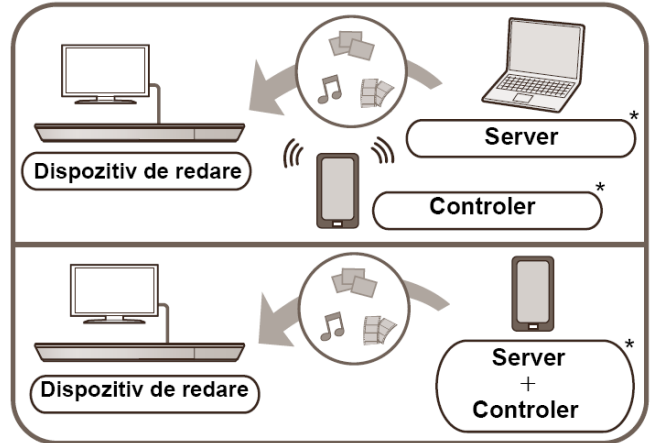 Server
*
Dispozitiv de redare
Controler
*
Dispozitiv de redare
Server
*
+
Controler